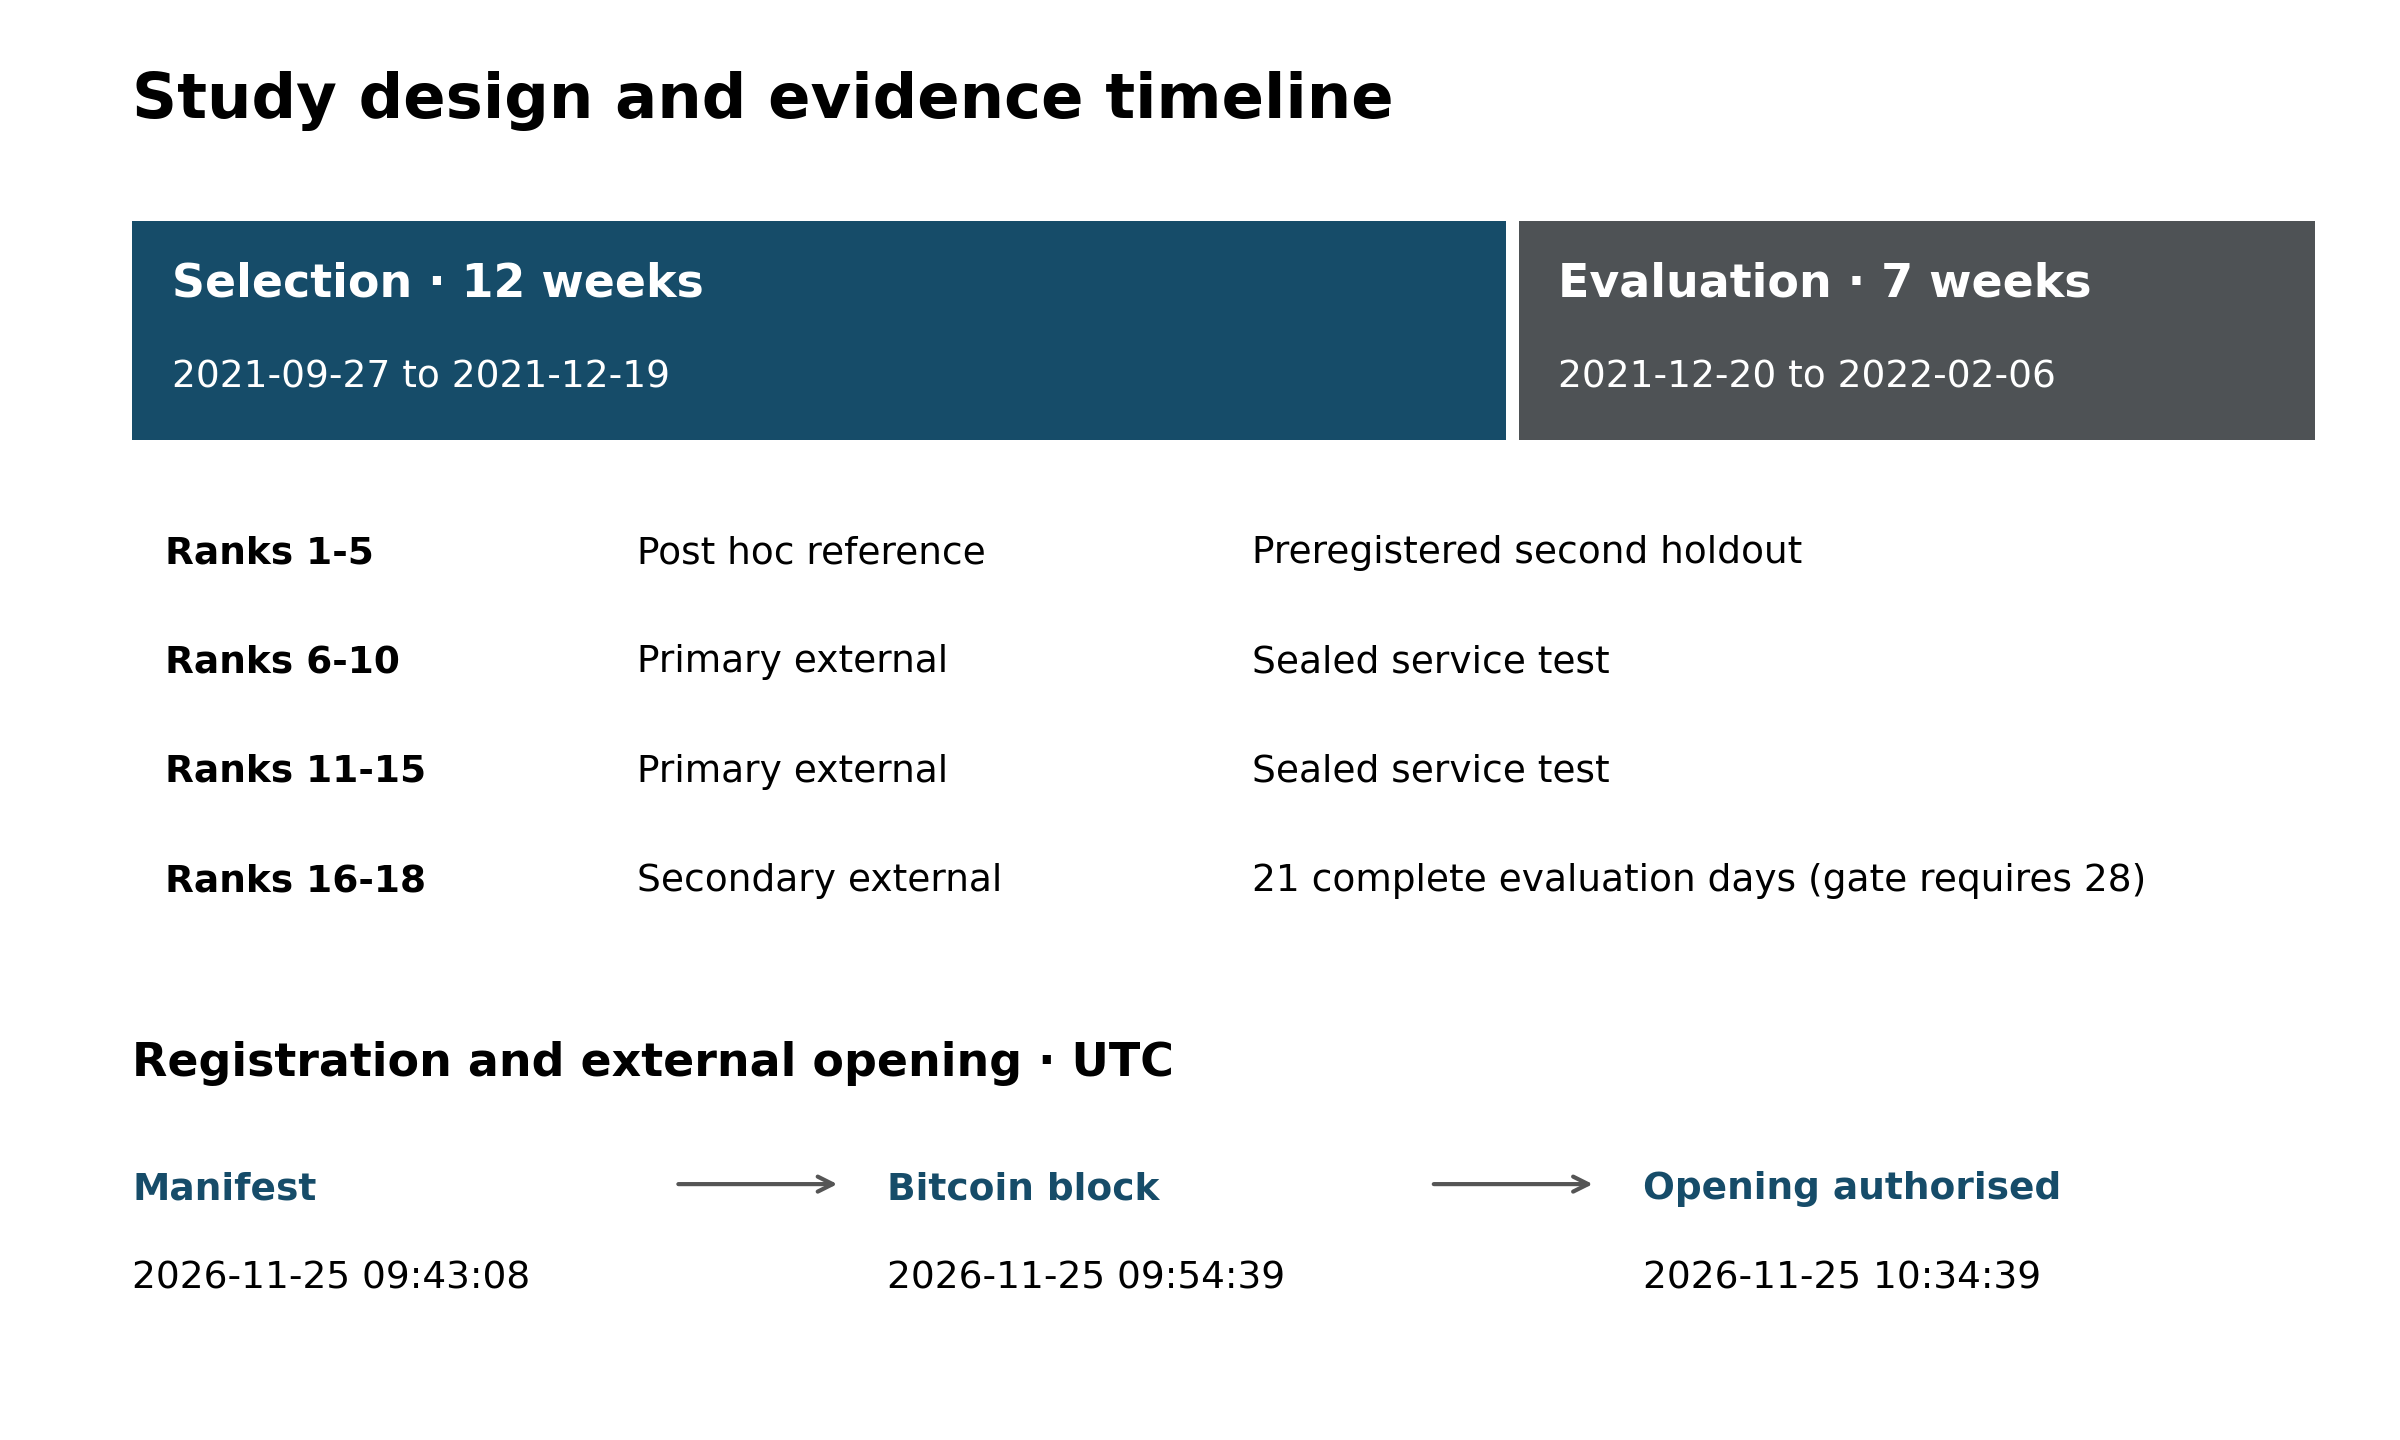 Study design and evidence timeline
Selection · 12 weeks
2021-09-27 to 2021-12-19
Evaluation · 7 weeks
2021-12-20 to 2022-02-06
Ranks 1-5 Post hoc reference Preregistered second holdout
Ranks 6-10 Primary external Sealed service test
Ranks 11-15 Primary external Sealed service test
Ranks 16-18 Secondary external 21 complete evaluation days (gate requires 28)
Registration and external opening · UTC
Manifest Bitcoin block Opening authorised
2026-11-25 09:43:08 2026-11-25 09:54:39 2026-11-25 10:34:39